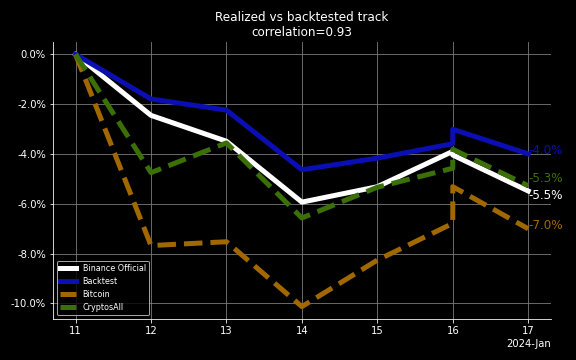 Realized vs backtested track
correlation=0.93
0.0%
-2.0%
-4.0%
-6.0%
-8.0%
-10.0%
-4.0%
-5.3%
-5.5%
-7.0%
Binance Official
Backtest
Bitcoin
CryptosAll
11 12 13 14 15 16 17
2024-Jan